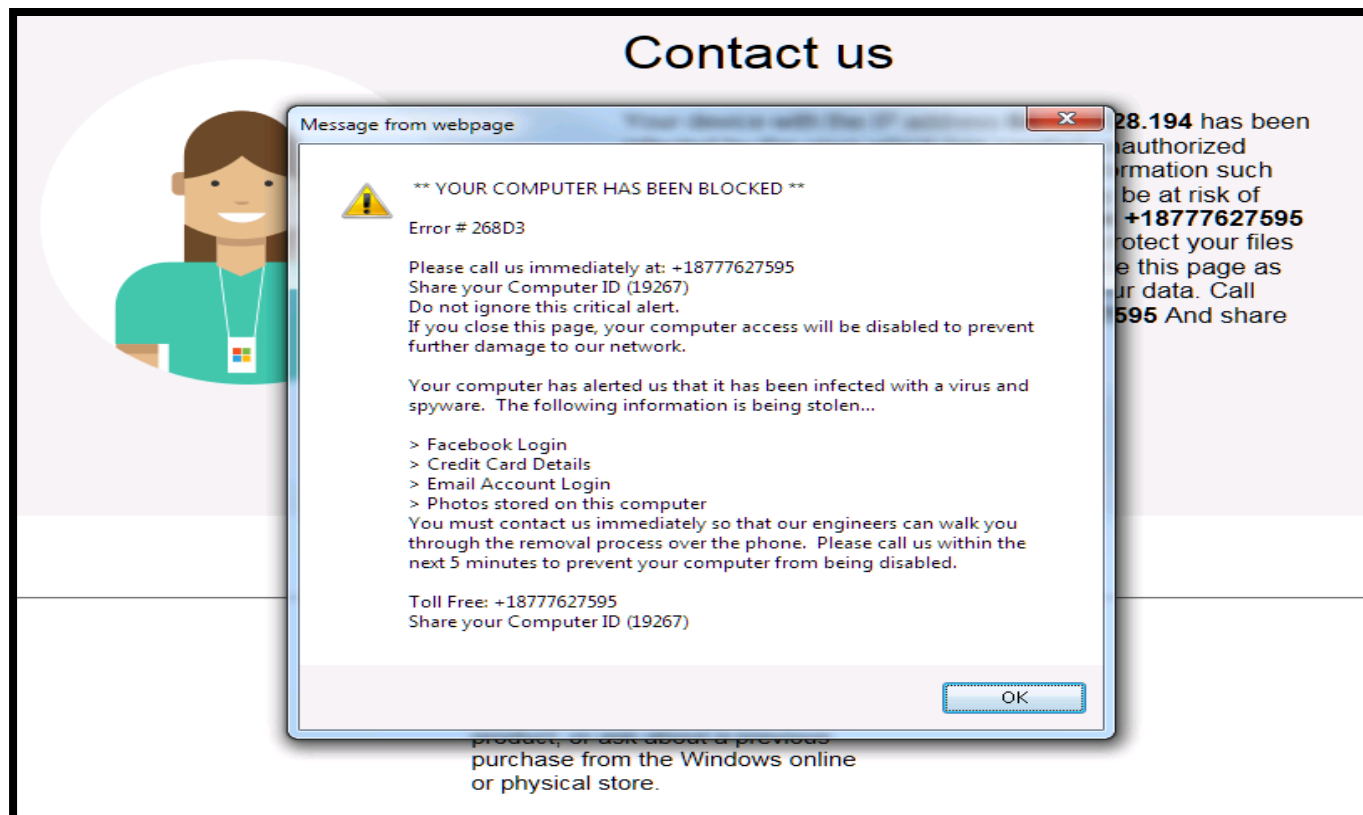 Contact us
Message from webpage
28.194 has been
authorized
rmation such
be at risk of
+18777627595
rotect your files
e this page as
ur data. Call
595 And share
** YOUR COMPUTER HAS BEEN BLOCKED **
Error # 268D3
Please call us immediately at: +18777627595
Share your Computer ID (19267)
Do not ignore this critical alert.
If you close this page, your computer access will be disabled to prevent
further damage to our network.
Your computer has alerted us that it has been infected with a virus and
spyware.  The following information is being stolen...
> Facebook Login
> Credit Card Details
> Email Account Login
> Photos stored on this computer
You must contact us immediately so that our engineers can walk you
through the removal process over the phone.  Please call us within the
next 5 minutes to prevent your computer from being disabled.
Toll Free: +18777627595
Share your Computer ID (19267)
OK
product, or ask about a previous
purchase from the Windows online
or physical store.